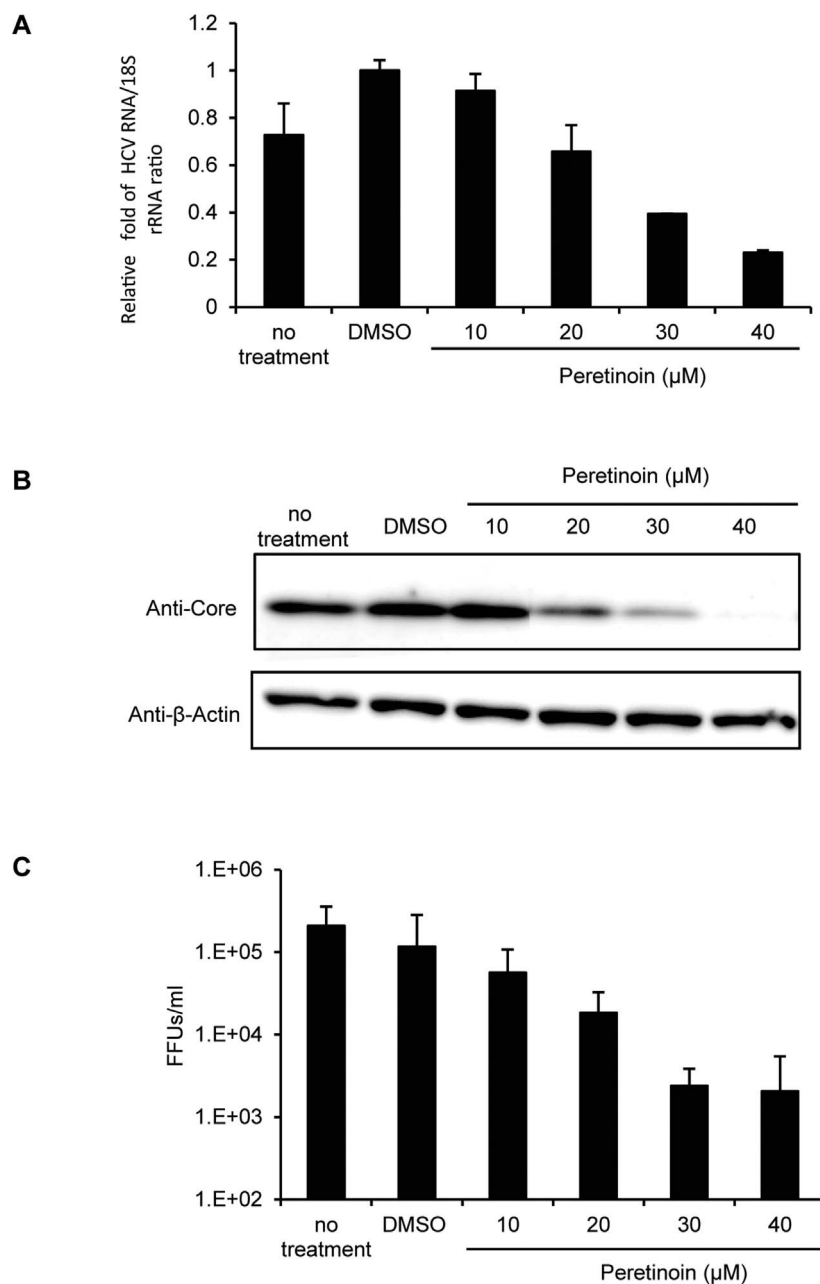 A
Relative fold of HCV RNA/18S
rRNA ratio
1.2
1
0.8
0.6
0.4
0.2
0
no
treatment
DMSO
10
20
30
40
Peretinoin (µM)
B
Peretinoin (µM)
no
treatment
DMSO
10
20
30
40
Anti-Core
Anti-β-Actin
C
FFUs/ml
1.E+06
1.E+05
1.E+04
1.E+03
1.E+02
no
treatment
DMSO
10
20
30
40
Peretinoin (µM)